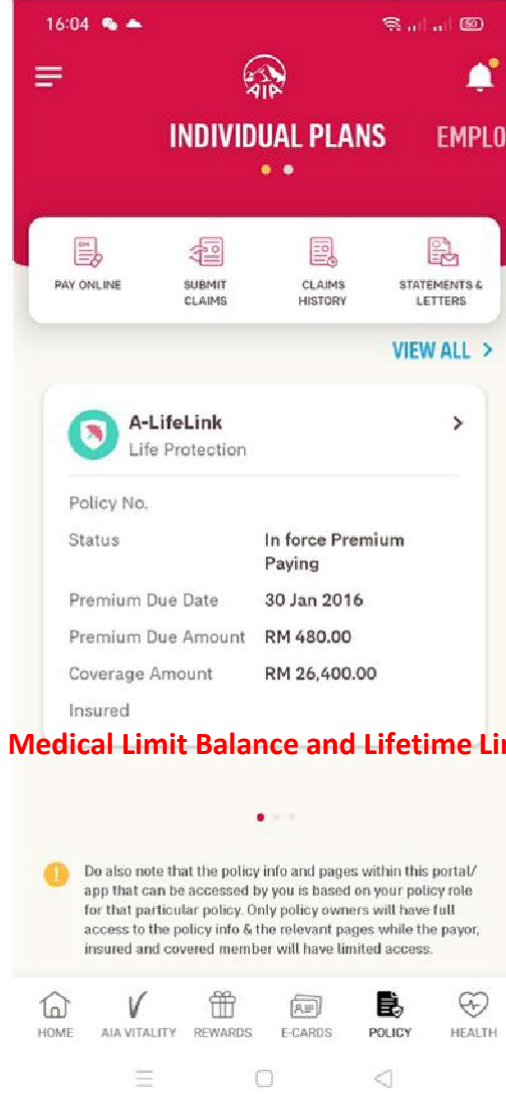 16:04
50
AIA
INDIVIDUAL PLANS EMPLO
PAY ONLINE
SUBMIT
CLAIMS
CLAIMS
HISTORY
STATEMENTS &
LETTERS
VIEW ALL >
A-LifeLink
Life Protection
Policy No.
Status In force Premium
Paying
Premium Due Date 30 Jan 2016
Premium Due Amount RM 480.00
Coverage Amount RM 26,400.00
Insured
Medical Limit Balance and Lifetime Lin
Do also note that the policy info and pages within this portal/
app that can be accessed by you is based on your policy role
for that particular policy. Only policy owners will have full
access to the policy info & the relevant pages while the payor,
insured and covered member will have limited access.
HOME AIA VITALITY REWARDS E-CARDS POLICY HEALTH